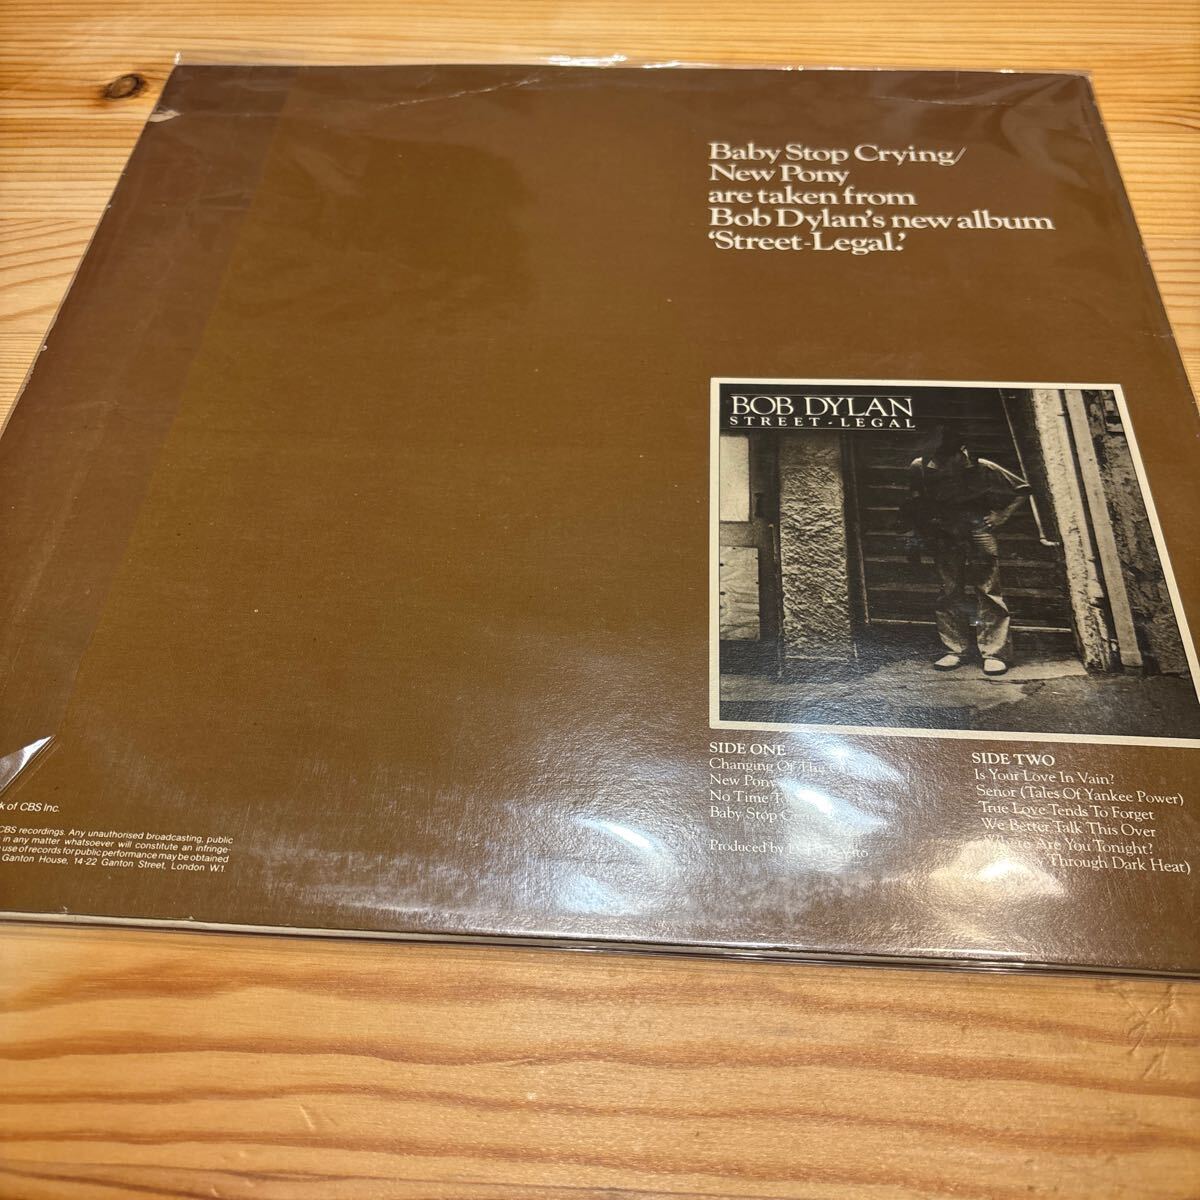 Baby Stop Crying/
New Pony
are taken from
Bob Dylan's new album
‘Street-Legal.’
BOB DYLAN
STREET-LEGAL
SIDE ONE
Changing Of The
New Pony
No Time To
Baby Stop
Produced by
SIDE TWO
Is Your Love In Vain?
Senor (Tales Of Yankee Power)
True Love Tends To Forget
We Better Talk This Over
Where Are You Tonight?
Through Dark Heat)
of CBS Inc.
CBS recordings. Any unauthorised broadcasting, public
in any matter whatsoever will constitute an infringe-
use of records for public performance may be obtained
Ganton House, 14-22 Ganton Street, London W1.